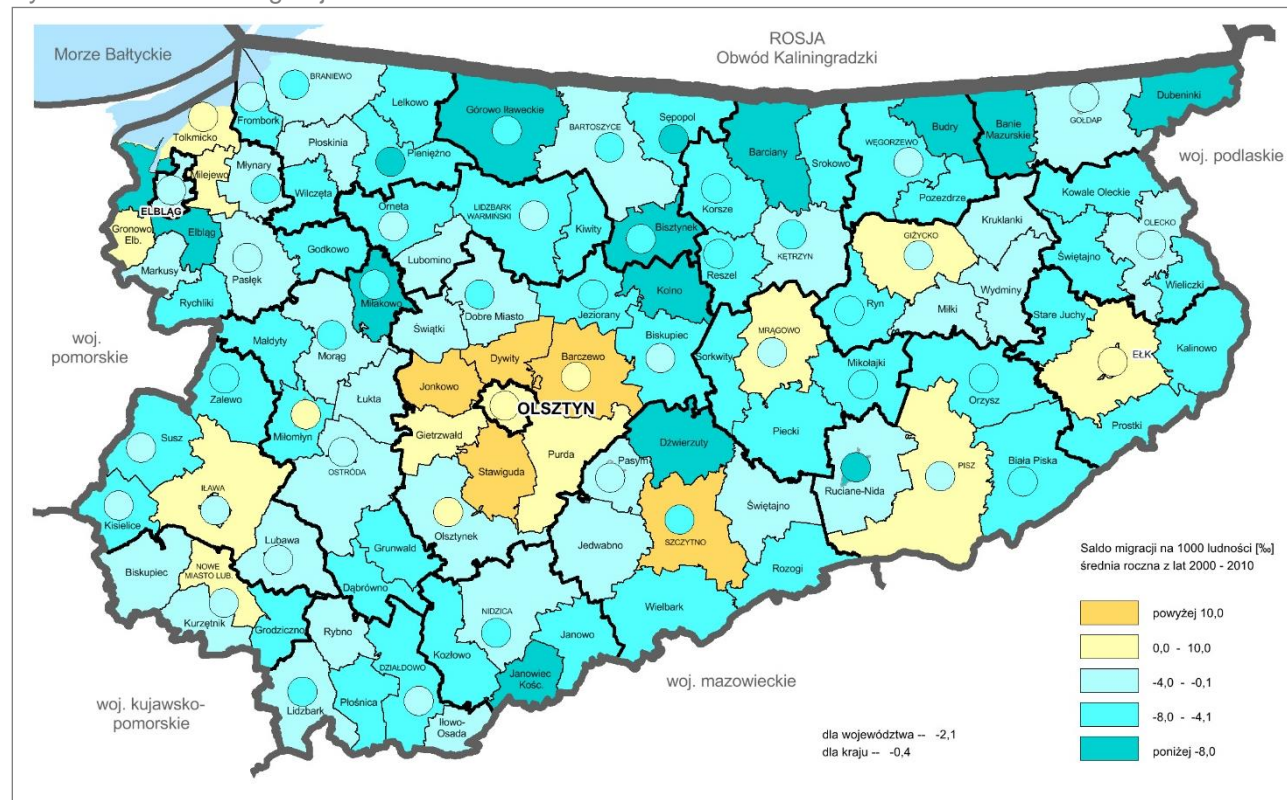 Morze Bałtyckie
ROSJA
Obwód Kaliningradzki
BRANIEWO
Lelkowo
Frombork
Górowo Iławeckie
Sępopol
Dubeninki
Tolkmicko
BARTOSZYCE
Budry
Banie
Mazurskie
GOŁDAP
Płoskinia
Pieniężno
Barciany
WĘGORZEWO
woj. podlaskie
Młynary
Milejewo
Srokowo
Wilczęta
Orneta
LIDZBARK
WARMIŃSKI
Korsze
Pozezdrze
Kowale Oleckie
ELBLĄG
Gronowo
Elb.
Elbląg
Kiwity
Bisztynek
KĘTRZYN
GIŻYCKO
Kruklanki
OLECKO
Godkowo
Lubomino
Reszel
Świętajno
Markusy
Pasłęk
Wieliczki
Rychliki
Miłakowo
Kolno
Ryn
Wydminy
Miłki
Stare Juchy
Świątki
Dobre Miasto
Jeziorany
woj.
pomorskie
Małdyty
Morąg
Biskupiec
Sorkwity
MRĄGOWO
Mikołajki
EŁK
Kalinowo
Dywity
Barczewo
Jonkowo
Zalewo
Łukta
OLSZTYN
Orzysz
Miłomłyn
Gietrzwałd
Piecki
Prostki
Susz
OSTRÓDA
Purda
Dźwierzuty
Stawiguda
Pasym
Ruciane-Nida
PISZ
Biała Piska
IŁAWA
Kisielice
Olsztynek
Świętajno
SZCZYTNO
Lubawa
Grunwald
Jedwabno
Biskupiec
NOWE
MIASTO LUB.
Dąbrówno
Rozogi
NIDZICA
Wielbark
Kurzętnik
Grodziczno
Rybno
Kozłowo
Janowo
DZIAŁDOWO
Janowiec
Kośc.
Lidzbark
Płośnica
Iłowo-
Osada
woj. kujawsko-
pomorskie
woj. mazowieckie
dla województwa -- -2,1
dla kraju -- -0,4
Saldo migracji na 1000 ludności [‰]
średnia roczna z lat 2000 - 2010
powyżej 10,0
0,0 - 10,0
-4,0 - -0,1
-8,0 - -4,1
poniżej -8,0